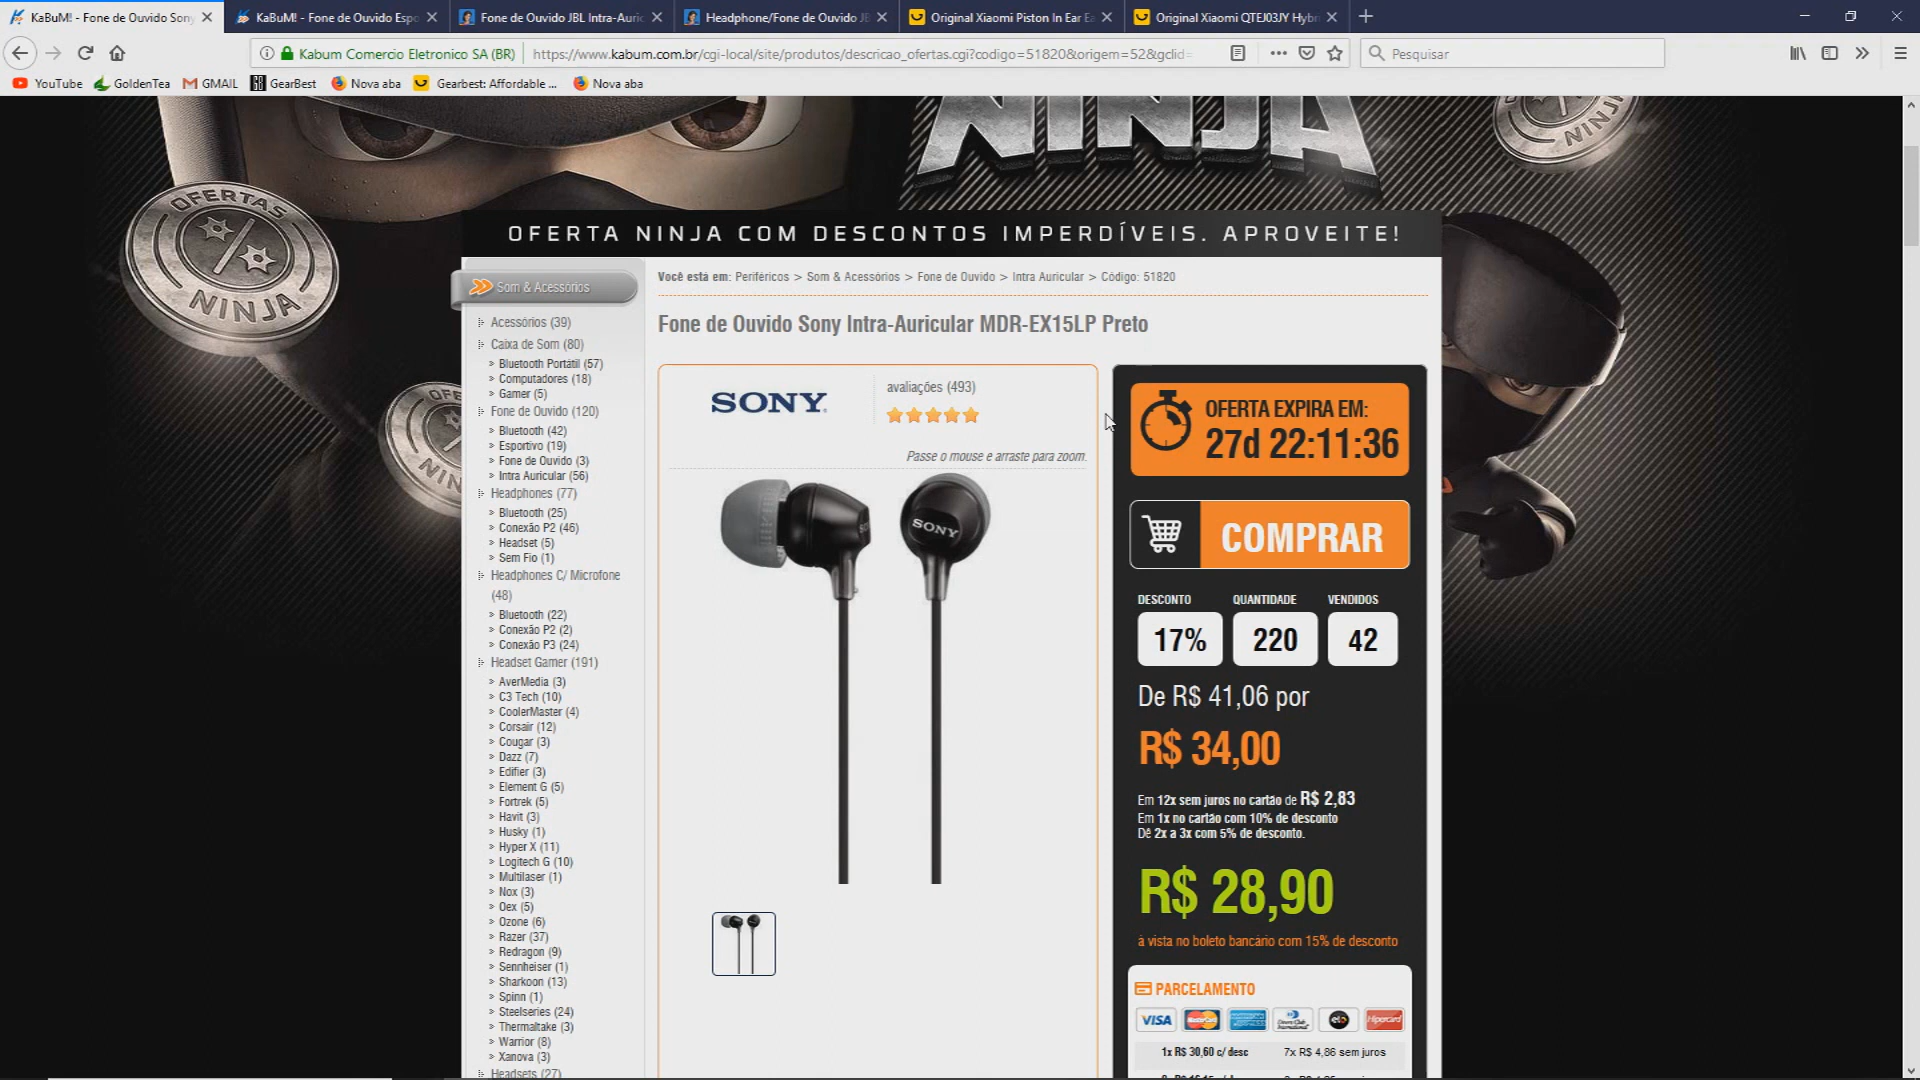 KaBuM! - Fone de Ouvido Sony
KaBuM! - Fone de Ouvido Espo
Fone de Ouvido JBL Intra-Auric
Headphone/Fone de Ouvido JB
Original Xiaomi Piston In Ear Ea
Original Xiaomi QTEJ03JY Hybri
Kabum Comercio Eletronico SA (BR)
https://www.kabum.com.br/cgi-local/site/produtos/descricao_ofertas.cgi?codigo=51820&origem=52&gclid=
Pesquisar
YouTube
GoldenTea
GMAIL
GearBest
Nova aba
Gearbest: Affordable ...
Nova aba
NINJA
NINJA
OFERTAS
NINJA
OFERTA NINJA COM DESCONTOS IMPERDÍVEIS. APROVEITE!
Som & Acessórios
Acessórios (39)
Caixa de Som (80)
Bluetooth Portátil (57)
Computadores (18)
Gamer (5)
Fone de Ouvido (120)
Bluetooth (42)
Esportivo (19)
Fone de Ouvido (3)
Intra Auricular (56)
Headphones (77)
Bluetooth (25)
Conexão P2 (46)
Headset (5)
Sem Fio (1)
Headphones C/ Microfone
(48)
Bluetooth (22)
Conexão P2 (2)
Conexão P3 (24)
Headset Gamer (191)
AverMedia (3)
C3 Tech (10)
CoolerMaster (4)
Corsair (12)
Cougar (3)
Dazz (7)
Edifier (3)
Element G (5)
Fortrek (5)
Havit (3)
Husky (1)
Hyper X (11)
Logitech G (10)
Multilaser (1)
Nox (3)
Oex (5)
Ozone (6)
Razer (37)
Redragon (9)
Sennheiser (1)
Sharkoon (13)
Spinn (1)
Steelseries (24)
Thermaltake (3)
Warrior (8)
Xanova (3)
Headsets (27)
Você está em: Periféricos > Som & Acessórios > Fone de Ouvido > Intra Auricular > Código: 51820
Fone de Ouvido Sony Intra-Auricular MDR-EX15LP Preto
SONY
avaliações (493)
Passe o mouse e arraste para zoom.
SONY
OFERTA EXPIRA EM:
27d 22:11:36
COMPRAR
DESCONTO QUANTIDADE VENDIDOS
17% 220 42
De R$ 41,06 por
R$ 34,00
Em 12x sem juros no cartão de R$ 2,83
Em 1x no cartão com 10% de desconto
Dê 2x a 3x com 5% de desconto.
R$ 28,90
à vista no boleto bancário com 15% de desconto
PARCELAMENTO
VISA MasterCard Diners Club International elo Hipercard
1x R$ 30,60 c/ desc 7x R$ 4,86 sem juros